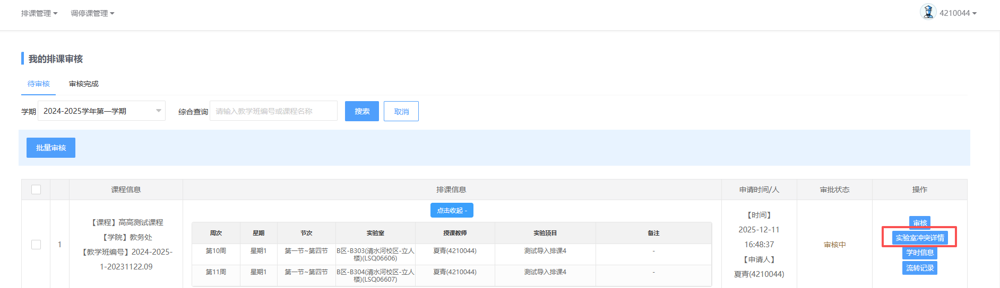 排课管理 调停课管理 4210044
我的排课审核
待审核 审核完成
学期 2024-2025学年第一学期 综合查询 请输入教学班编号或课程名称 搜索 取消
批量审核
课程信息 排课信息 申请时间/人 审批状态 操作
1
【课程】高高测试课程
【学院】教务处
【教学班编号】2024-2025-
1-20231122.09
点击收起 -
周次 星期 节次 实验室 授课教师 实验项目 备注
第10周 星期1 第一节~第四节 B区-B303(清水河校区-立人
楼)(LSQ06606) 夏青(4210044) 测试导入排课4 -
第11周 星期1 第一节~第四节 B区-B304(清水河校区-立人
楼)(LSQ06607) 夏青(4210044) 测试导入排课4 -
【时间】
2025-12-11
16:48:37
【申请人】
夏青(4210044)
审核中
审核
实验室冲突详情
学时信息
流转记录